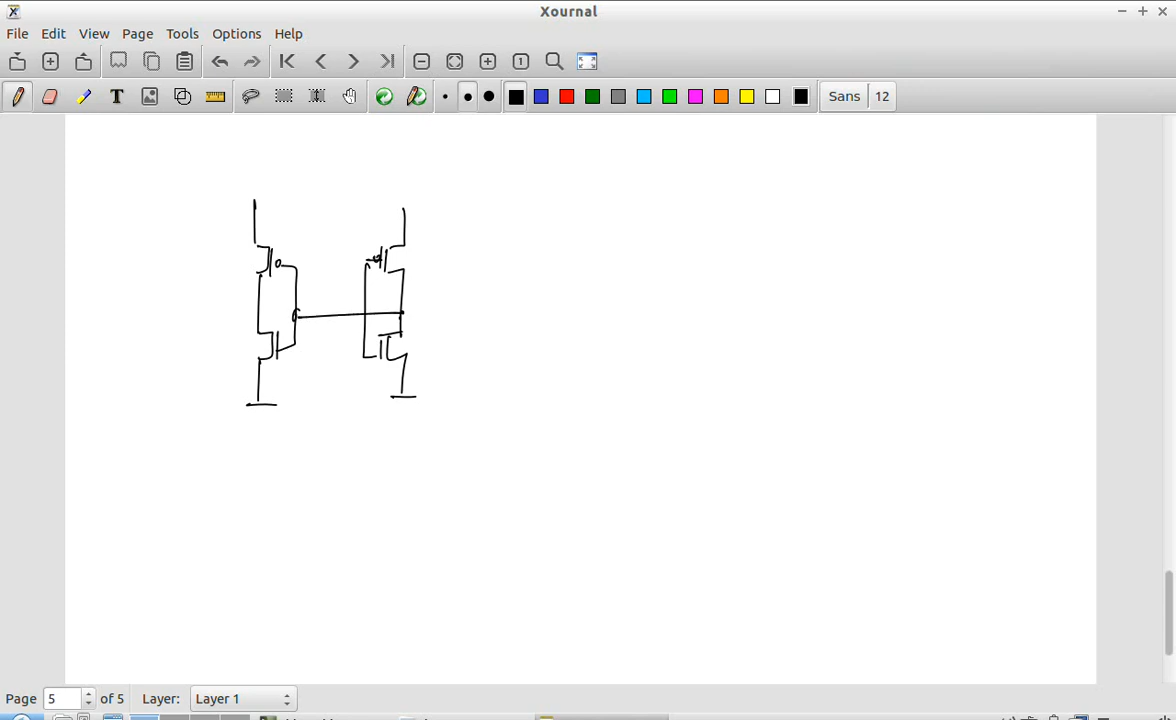 Xournal
File Edit View Page Tools Options Help
T Sans 12
Page 5 of 5 Layer: Layer 1